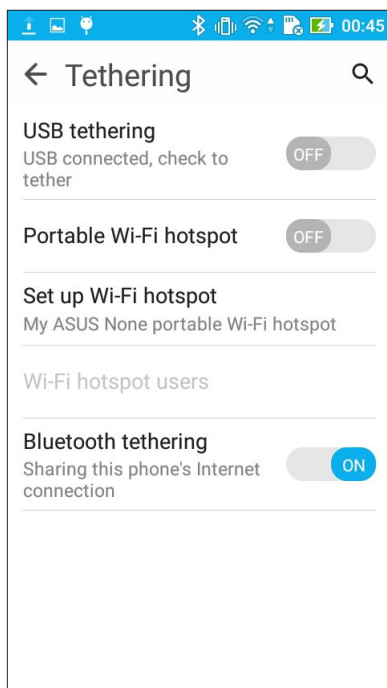 00:45
Tethering
USB tethering
USB connected, check to
tether
OFF
Portable Wi-Fi hotspot
OFF
Set up Wi-Fi hotspot
My ASUS None portable Wi-Fi hotspot
Wi-Fi hotspot users
Bluetooth tethering
Sharing this phone's Internet
connection
ON